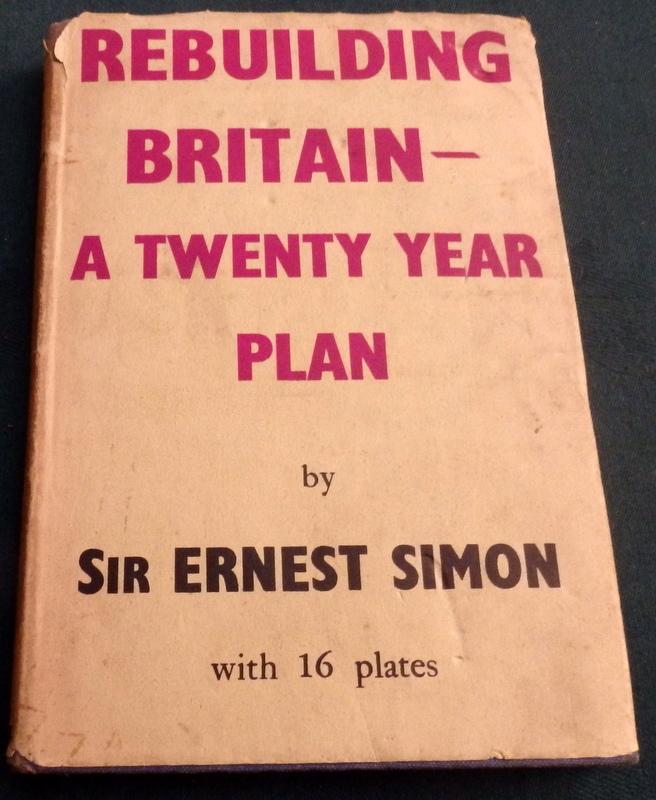 REBUILDING
BRITAIN—
A TWENTY YEAR
PLAN
by
SIR ERNEST SIMON
with 16 plates